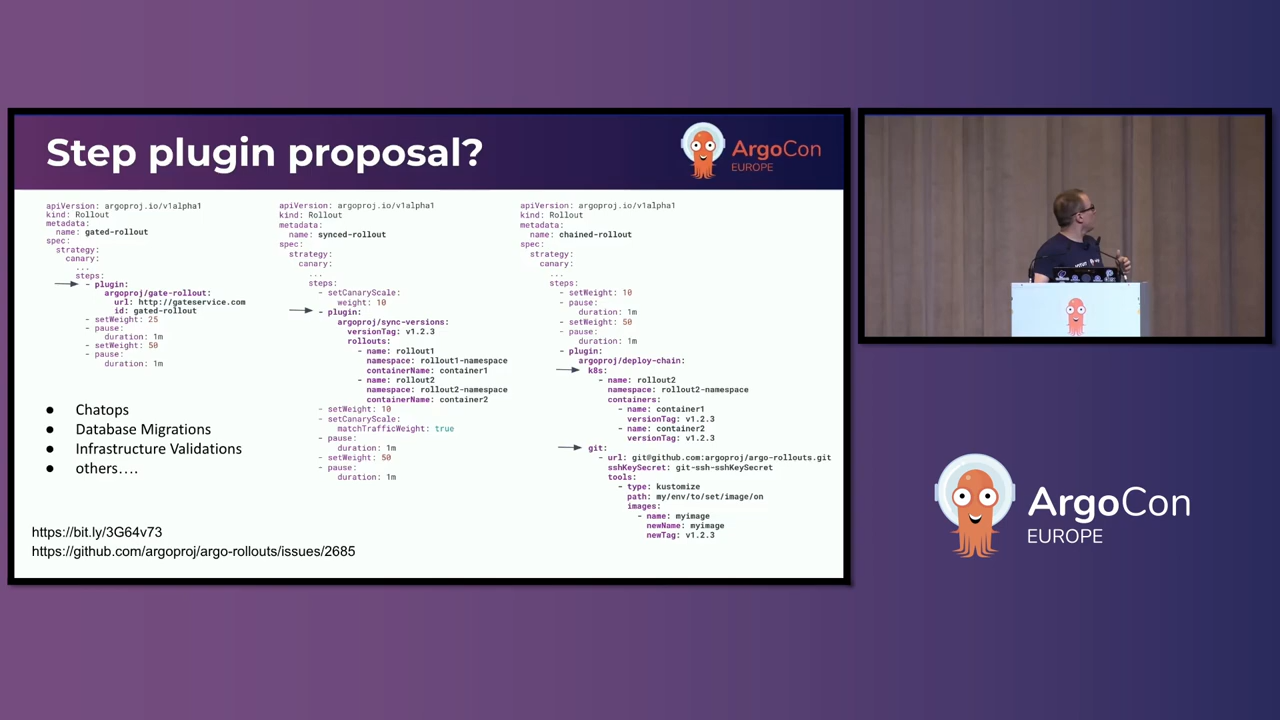 Step plugin proposal?
ArgoCon
EUROPE
apiVersion: argoproj.io/v1alpha1
kind: Rollout
metadata:
name: gated-rollout
spec:
strategy:
canary:
...
steps:
- plugin:
argoproj/gate-rollout:
url: http://gateservice.com
id: gated-rollout
- setWeight: 25
- pause:
duration: 1m
- setWeight: 50
- pause:
duration: 1m
● Chatops
● Database Migrations
● Infrastructure Validations
● others….
https://bit.ly/3G64v73
https://github.com/argoproj/argo-rollouts/issues/2685
apiVersion: argoproj.io/v1alpha1
kind: Rollout
metadata:
name: synced-rollout
spec:
strategy:
canary:
...
steps:
- setCanaryScale:
weight: 10
- plugin:
argoproj/sync-versions:
versionTag: v1.2.3
rollouts:
- name: rollout1
namespace: rollout1-namespace
containerName: container1
- name: rollout2
namespace: rollout2-namespace
containerName: container2
- setWeight: 10
- setCanaryScale:
matchTrafficWeight: true
- pause:
duration: 1m
- setWeight: 50
- pause:
duration: 1m
apiVersion: argoproj.io/v1alpha1
kind: Rollout
metadata:
name: chained-rollout
spec:
strategy:
canary:
...
steps:
- setWeight: 10
- pause:
duration: 1m
- setWeight: 50
- pause:
duration: 1m
- plugin:
argoproj/deploy-chain:
k8s:
- name: rollout2
namespace: rollout2-namespace
containers:
- name: container1
versionTag: v1.2.3
- name: container2
versionTag: v1.2.3
git:
- url: git@github.com:argoproj/argo-rollouts.git
sshKeySecret: git-ssh-sshKeySecret
tools:
- type: kustomize
path: my/env/to/set/image/on
images:
- name: myimage
newName: myimage
newTag: v1.2.3
ArgoCon
EUROPE